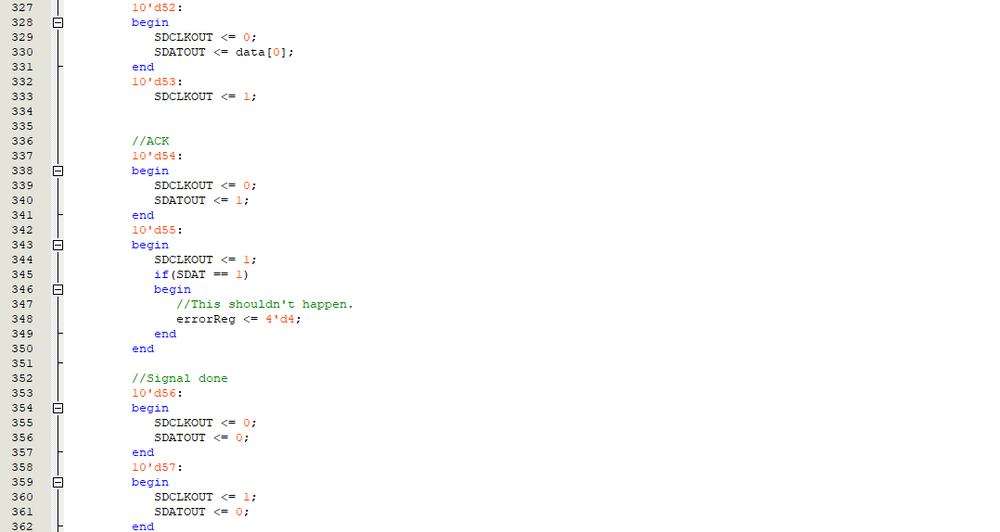 327 10'd52:
328 begin
329 SDCLKOUT <= 0;
330 SDATOUT <= data[0];
331 end
332 10'd53:
333 SDCLKOUT <= 1;
334
335
336 //ACK
337 10'd54:
338 begin
339 SDCLKOUT <= 0;
340 SDATOUT <= 1;
341 end
342 10'd55:
343 begin
344 SDCLKOUT <= 1;
345 if(SDAT == 1)
346 begin
347 //This shouldn't happen.
348 errorReg <= 4'd4;
349 end
350 end
351
352 //Signal done
353 10'd56:
354 begin
355 SDCLKOUT <= 0;
356 SDATOUT <= 0;
357 end
358 10'd57:
359 begin
360 SDCLKOUT <= 1;
361 SDATOUT <= 0;
362 end